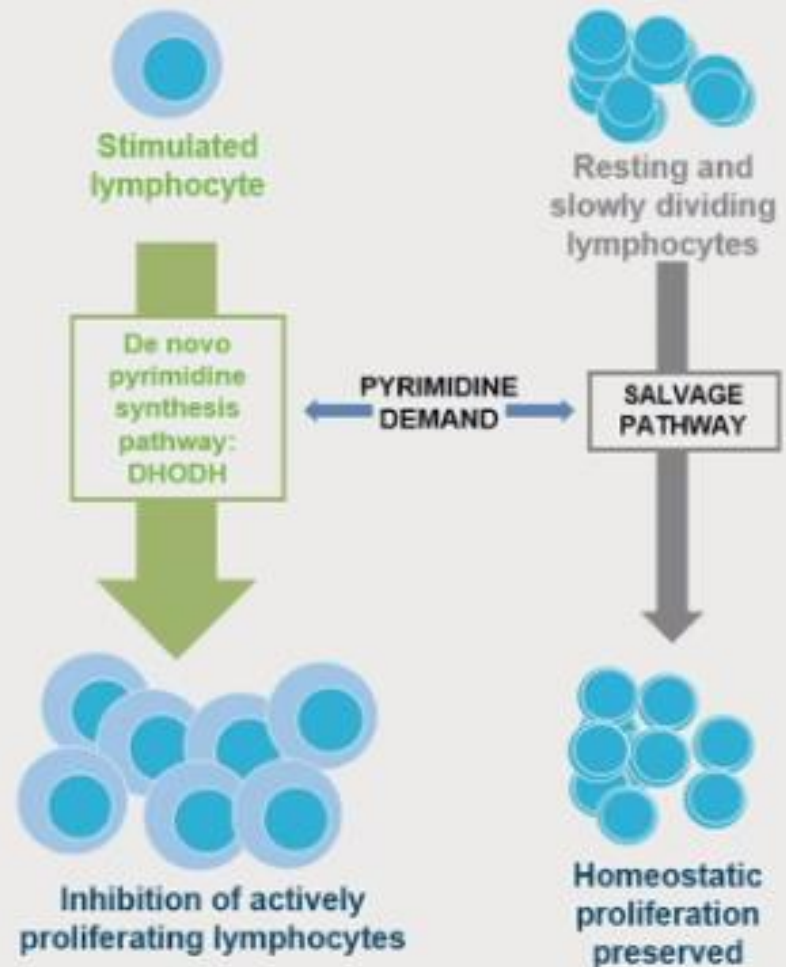 Stimulated
lymphocyte
Resting and
slowly dividing
lymphocytes
De novo
pyrimidine
synthesis
pathway:
DHODH
PYRIMIDINE
DEMAND
SALVAGE
PATHWAY
Inhibition of actively
proliferating lymphocytes
Homeostatic
proliferation
preserved